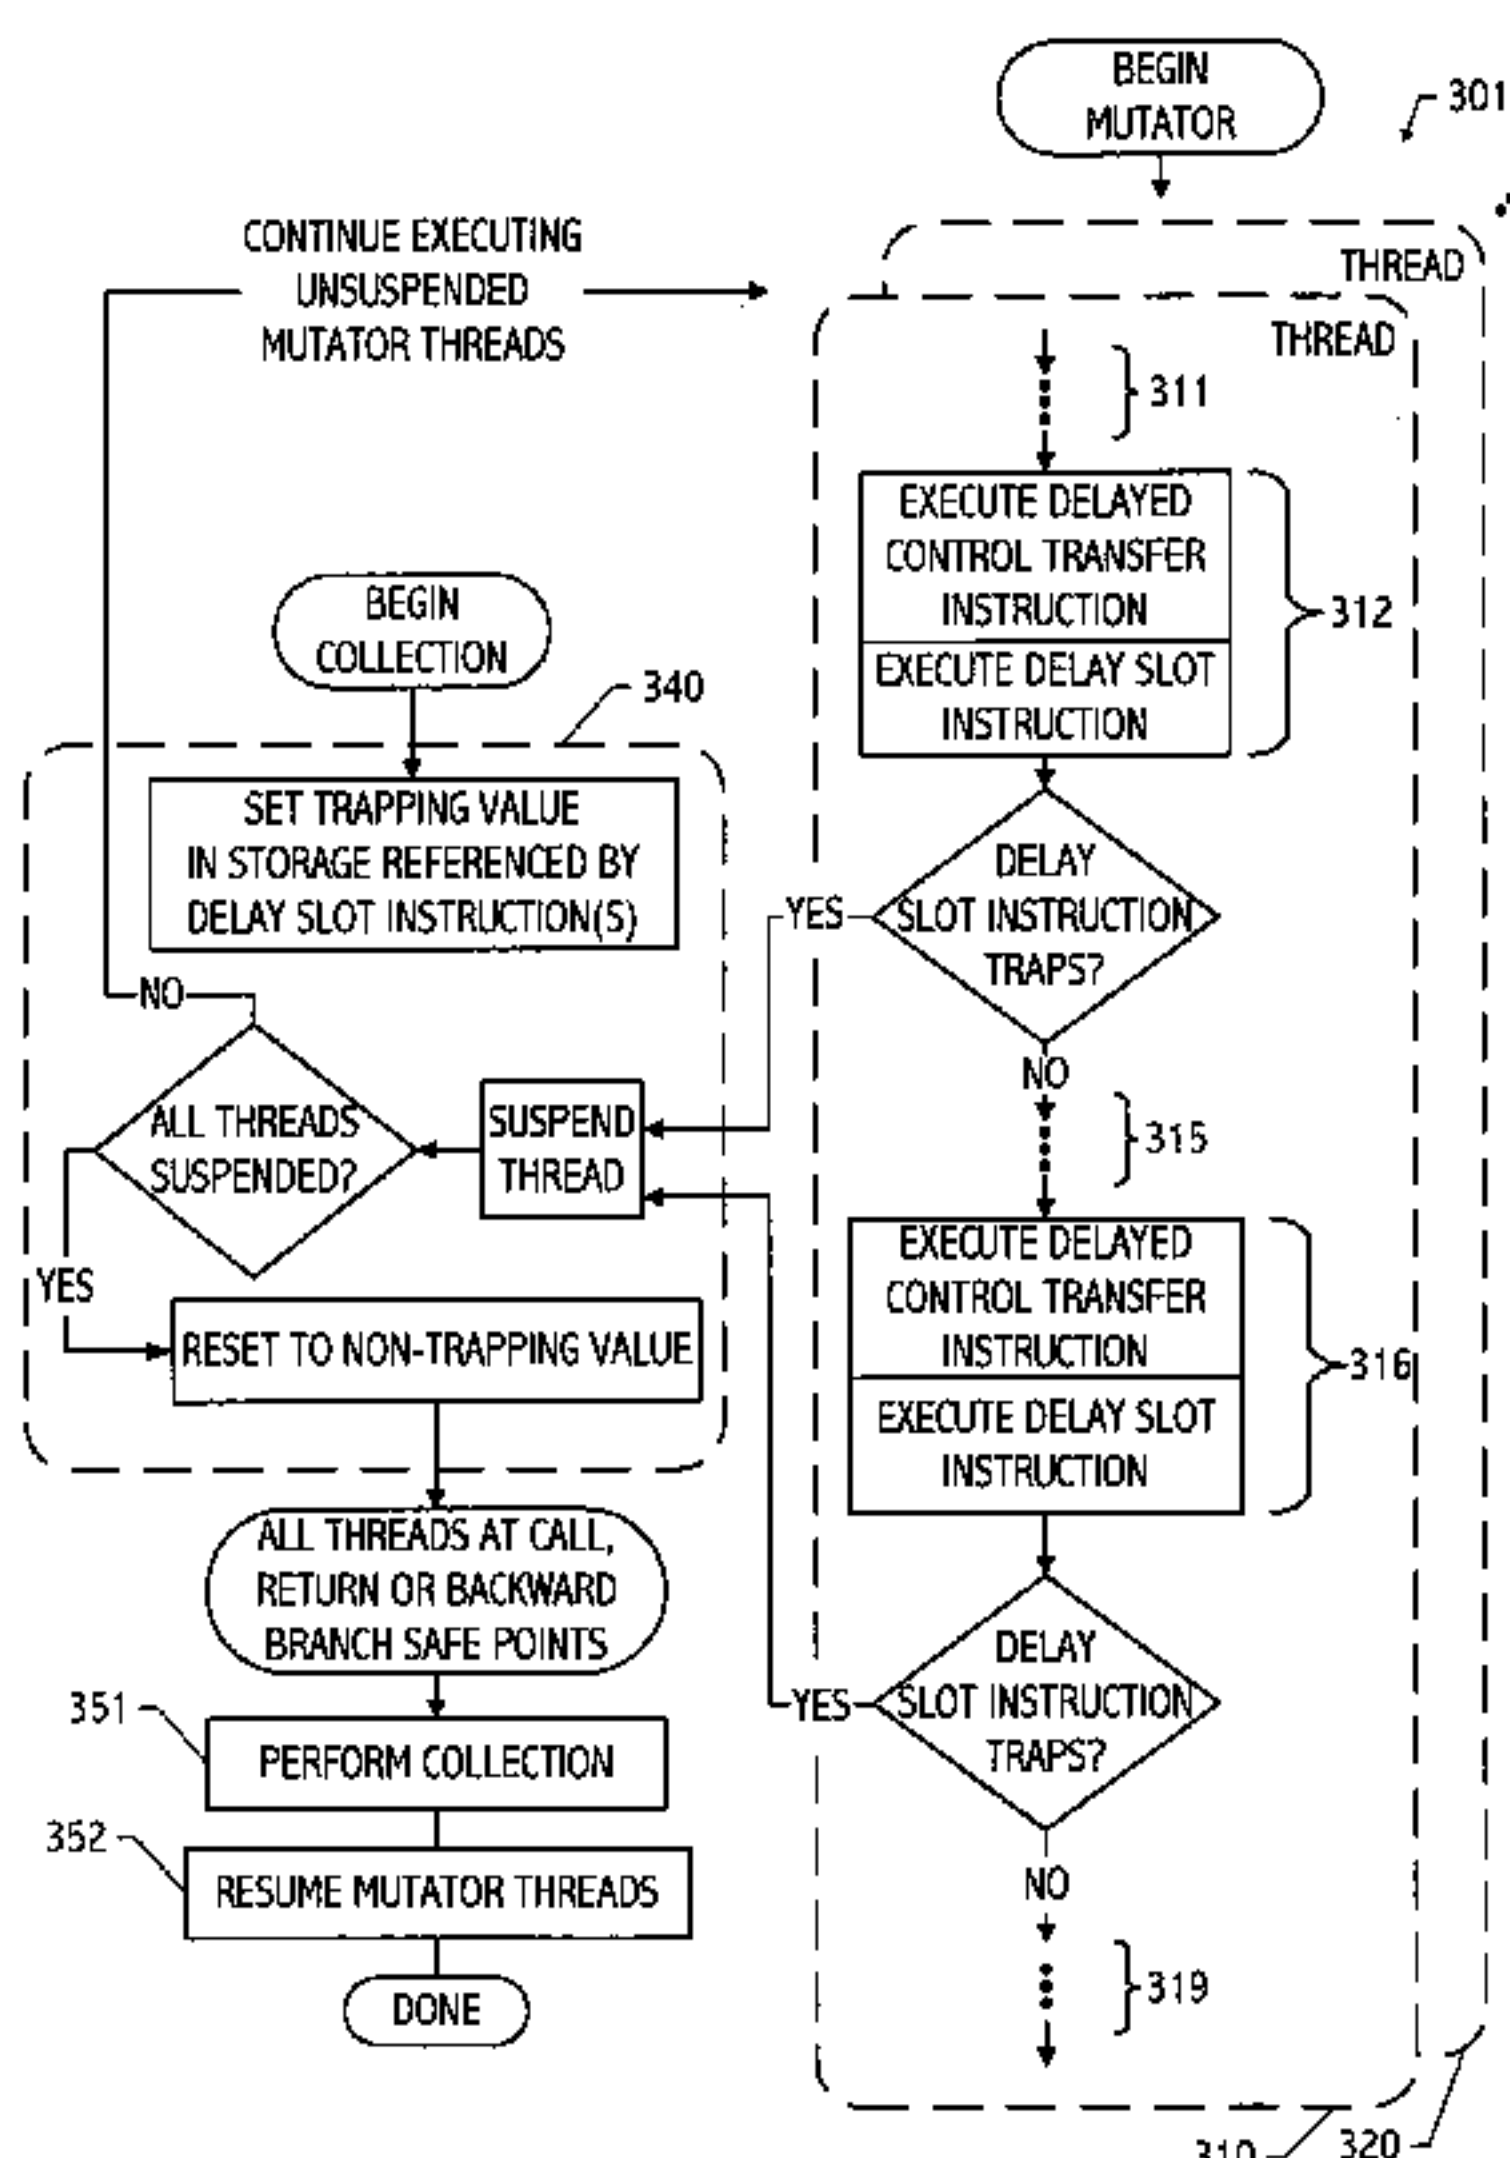 BEGIN
MUTATOR
301
CONTINUE EXECUTING
UNSUSPENDED
MUTATOR THREADS
THREAD
THREAD
311
EXECUTE DELAYED
CONTROL TRANSFER
INSTRUCTION
EXECUTE DELAY SLOT
INSTRUCTION
312
BEGIN
COLLECTION
340
SET TRAPPING VALUE
IN STORAGE REFERENCED BY
DELAY SLOT INSTRUCTION(S)
DELAY
SLOT INSTRUCTION
TRAPS?
YES
NO
NO
315
ALL THREADS
SUSPENDED?
SUSPEND
THREAD
YES
RESET TO NON-TRAPPING VALUE
EXECUTE DELAYED
CONTROL TRANSFER
INSTRUCTION
EXECUTE DELAY SLOT
INSTRUCTION
316
ALL THREADS AT CALL,
RETURN OR BACKWARD
BRANCH SAFE POINTS
DELAY
SLOT INSTRUCTION
TRAPS?
YES
NO
351
PERFORM COLLECTION
352
RESUME MUTATOR THREADS
DONE
319
310
320